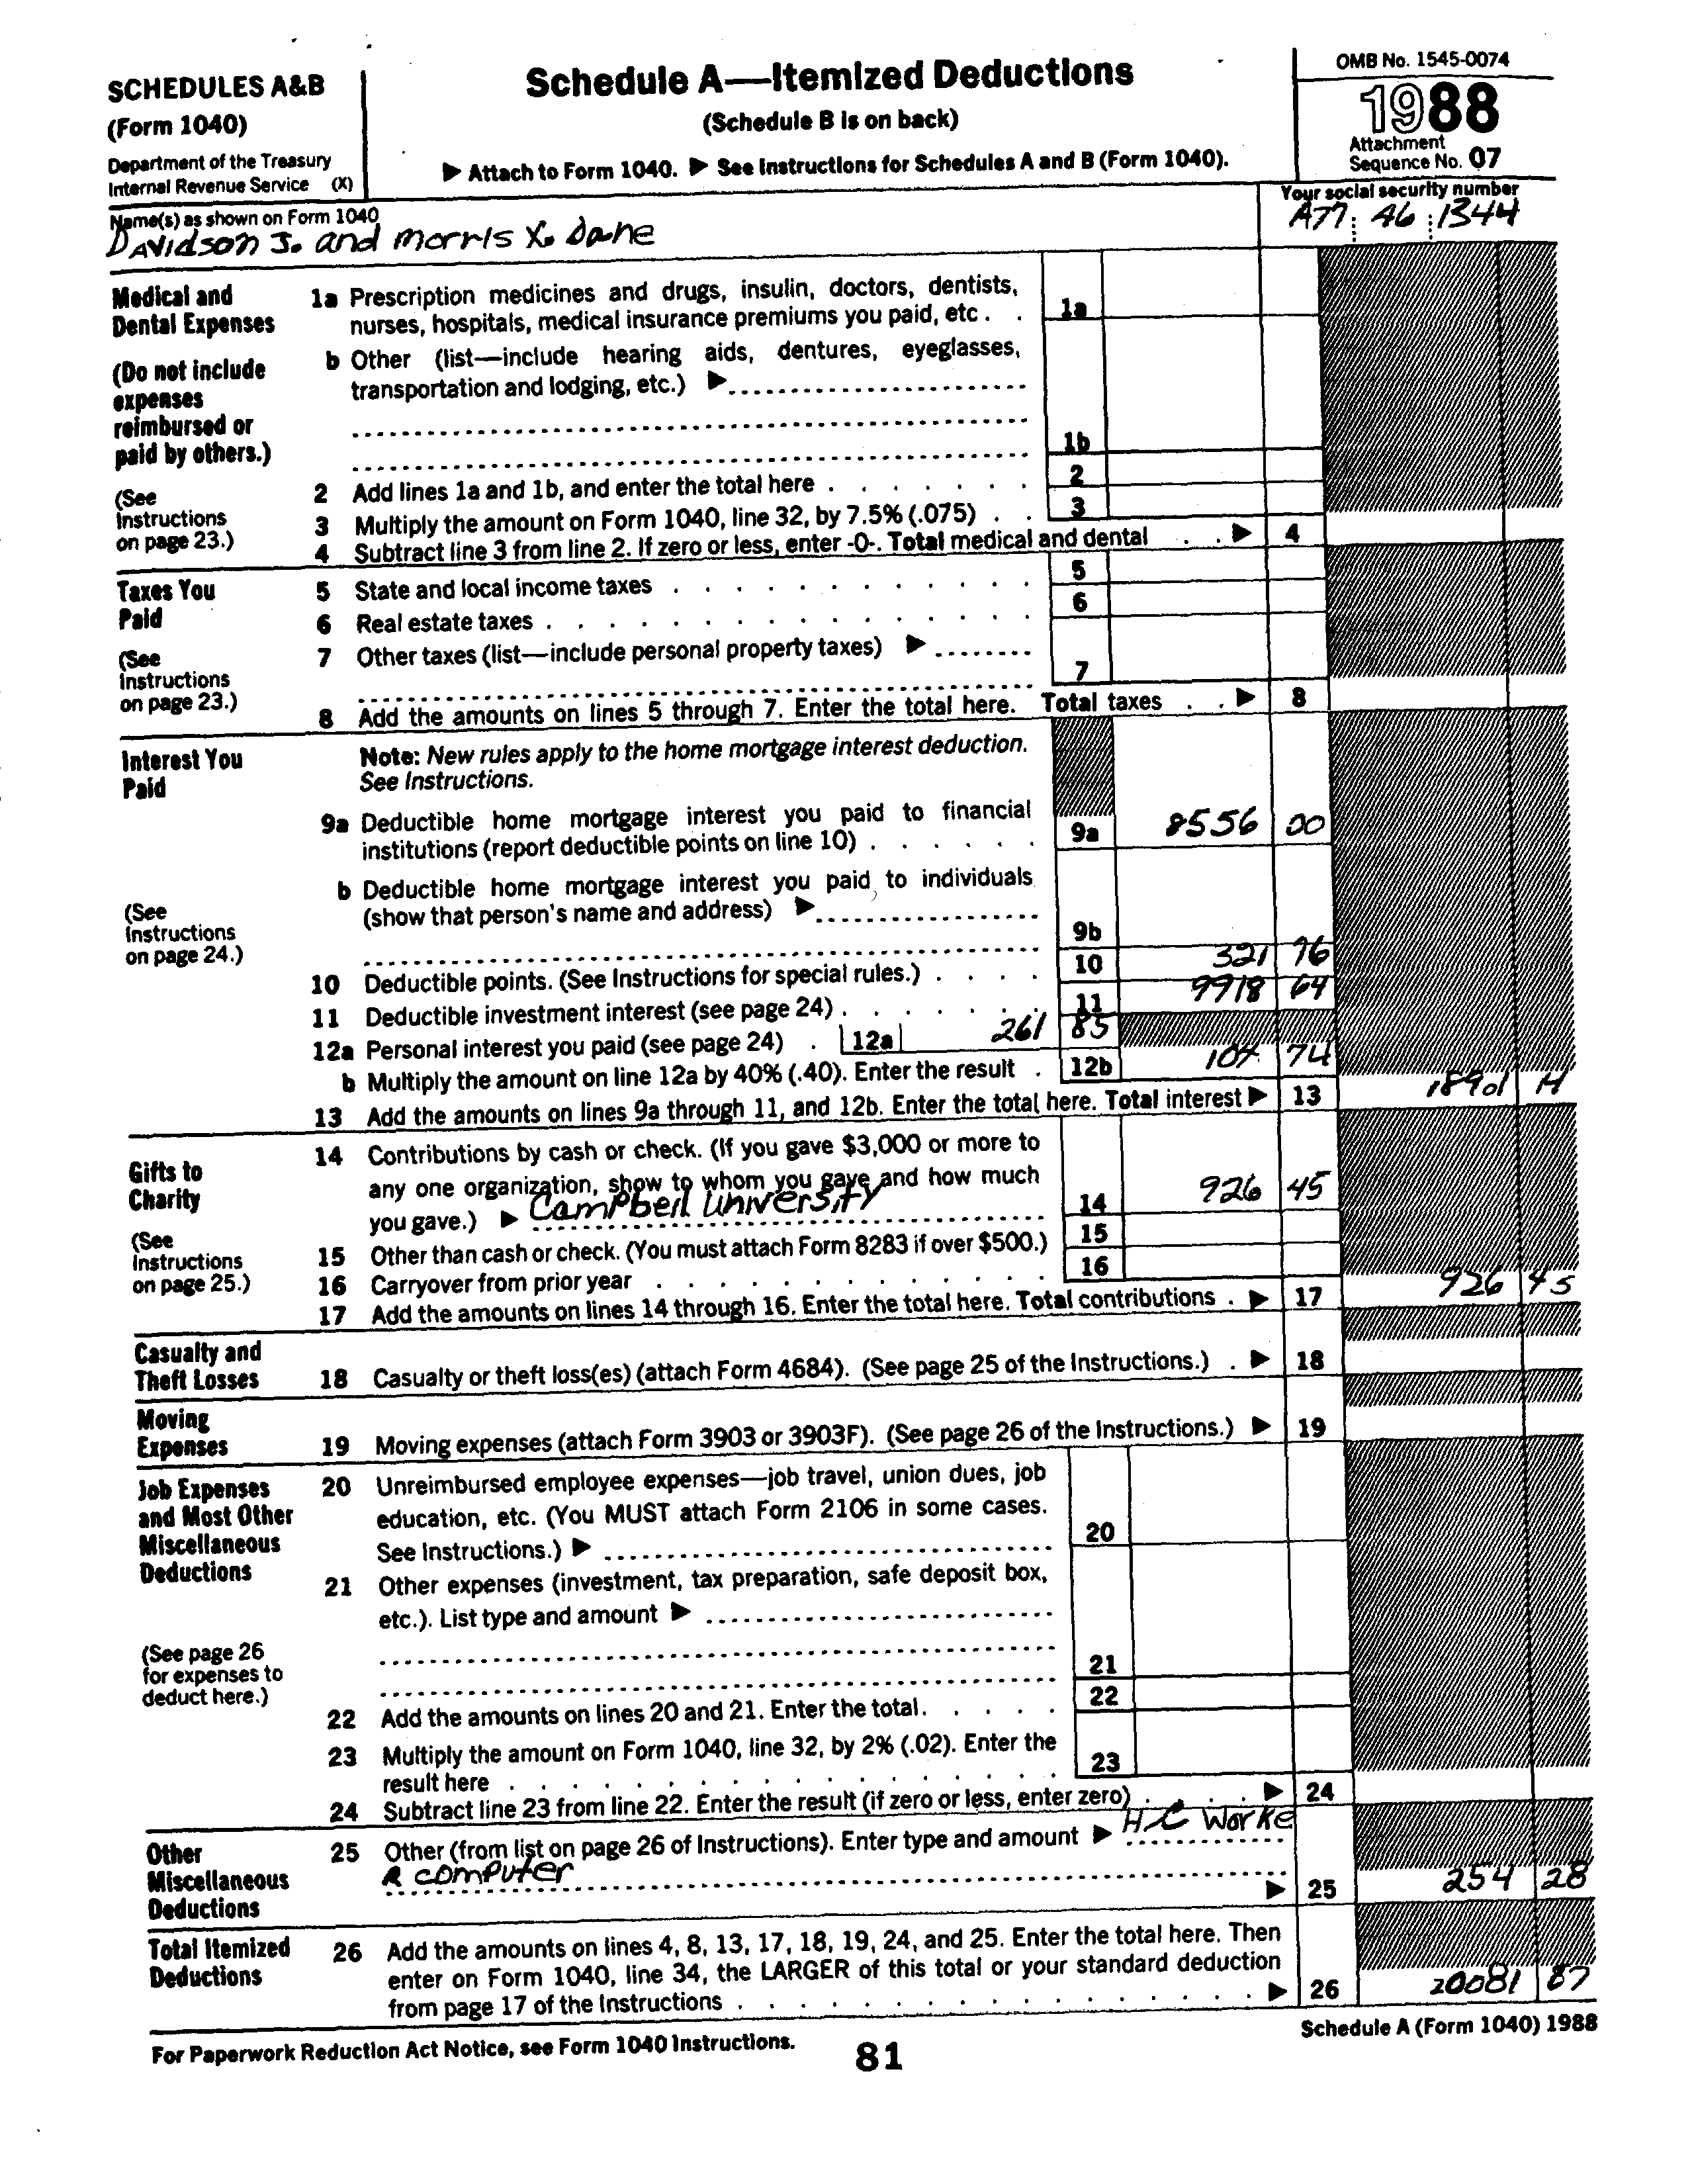 SCHEDULES A&B
(Form 1040)
Department of the Treasury
Internal Revenue Service (X)
Schedule A—Itemized Deductions
(Schedule B is on back)
▶ Attach to Form 1040. ▶ See Instructions for Schedules A and B (Form 1040).
OMB No. 1545-0074
1988
Attachment
Sequence No. 07
Name(s) as shown on Form 1040
Davidson J. and Morris X. Dane
Your social security number
A77 46 1344
Medical and
Dental Expenses
(Do not include
expenses
reimbursed or
paid by others.)
(See
Instructions
on page 23.)
1a Prescription medicines and drugs, insulin, doctors, dentists,
nurses, hospitals, medical insurance premiums you paid, etc . . 1a
b Other (list—include hearing aids, dentures, eyeglasses,
transportation and lodging, etc.) ▶
1b
2 Add lines 1a and 1b, and enter the total here . . . . . . . 2
3 Multiply the amount on Form 1040, line 32, by 7.5% (.075) . . 3
4 Subtract line 3 from line 2. If zero or less, enter -0-. Total medical and dental . . ▶ 4
Taxes You
Paid
(See
Instructions
on page 23.)
5 State and local income taxes . . . . . . . . . . . . . 5
6 Real estate taxes . . . . . . . . . . . . . . . . 6
7 Other taxes (list—include personal property taxes) ▶
7
8 Add the amounts on lines 5 through 7. Enter the total here. Total taxes . . ▶ 8
Interest You
Paid
(See
Instructions
on page 24.)
Note: New rules apply to the home mortgage interest deduction.
See Instructions.
9a Deductible home mortgage interest you paid to financial
institutions (report deductible points on line 10) . . . . . . 9a 8556 00
b Deductible home mortgage interest you paid to individuals
(show that person's name and address) ▶
9b
10 Deductible points. (See Instructions for special rules.) . . . . 10 321 76
11 Deductible investment interest (see page 24) . . . . . . . 11 9918 64
12a Personal interest you paid (see page 24) . 12a 261 85
b Multiply the amount on line 12a by 40% (.40). Enter the result . 12b 104 74
13 Add the amounts on lines 9a through 11, and 12b. Enter the total here. Total interest ▶ 13 18901 14
Gifts to
Charity
(See
Instructions
on page 25.)
14 Contributions by cash or check. (If you gave $3,000 or more to
any one organization, show to whom you gave and how much
you gave.) ▶ Campbell University 14 926 45
15 Other than cash or check. (You must attach Form 8283 if over $500.) 15
16 Carryover from prior year . . . . . . . . . . . . . 16
17 Add the amounts on lines 14 through 16. Enter the total here. Total contributions . ▶ 17 926 45
Casualty and
Theft Losses
18 Casualty or theft loss(es) (attach Form 4684). (See page 25 of the Instructions.) . ▶ 18
Moving
Expenses
19 Moving expenses (attach Form 3903 or 3903F). (See page 26 of the Instructions.) ▶ 19
Job Expenses
and Most Other
Miscellaneous
Deductions
(See page 26
for expenses to
deduct here.)
20 Unreimbursed employee expenses—job travel, union dues, job
education, etc. (You MUST attach Form 2106 in some cases.
See Instructions.) ▶ 20
21 Other expenses (investment, tax preparation, safe deposit box,
etc.). List type and amount ▶
21
22 Add the amounts on lines 20 and 21. Enter the total. . . . . 22
23 Multiply the amount on Form 1040, line 32, by 2% (.02). Enter the
result here . . . . . . . . . . . . . . . . . . 23
24 Subtract line 23 from line 22. Enter the result (if zero or less, enter zero) . . . . ▶ 24
Other
Miscellaneous
Deductions
25 Other (from list on page 26 of Instructions). Enter type and amount ▶ H-C Worke
R computer
▶ 25 254 28
Total Itemized
Deductions
26 Add the amounts on lines 4, 8, 13, 17, 18, 19, 24, and 25. Enter the total here. Then
enter on Form 1040, line 34, the LARGER of this total or your standard deduction
from page 17 of the Instructions . . . . . . . . . . . . . . . . ▶ 26 20081 87
For Paperwork Reduction Act Notice, see Form 1040 Instructions.
81
Schedule A (Form 1040) 1988